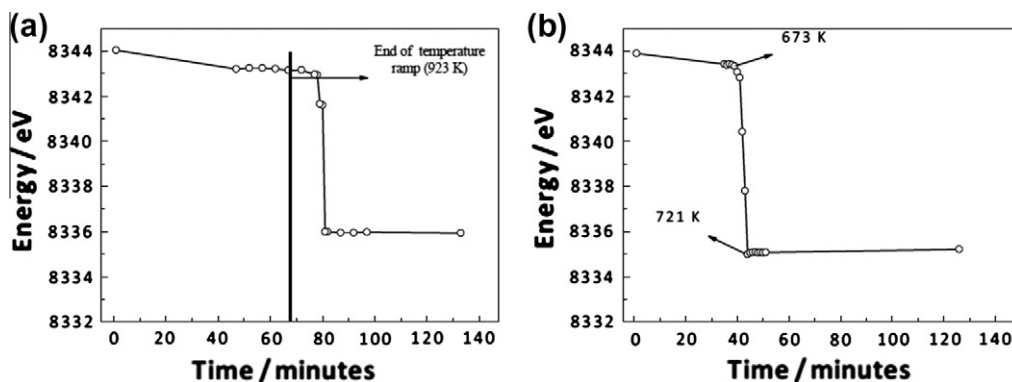 (a)
Energy / eV
8344
8342
8340
8338
8336
8334
8332
End of temperature
ramp (923 K)
0 20 40 60 80 100 120 140
Time / minutes
(b)
Energy / eV
8344
8342
8340
8338
8336
8334
8332
673 K
721 K
0 20 40 60 80 100 120 140
Time / minutes